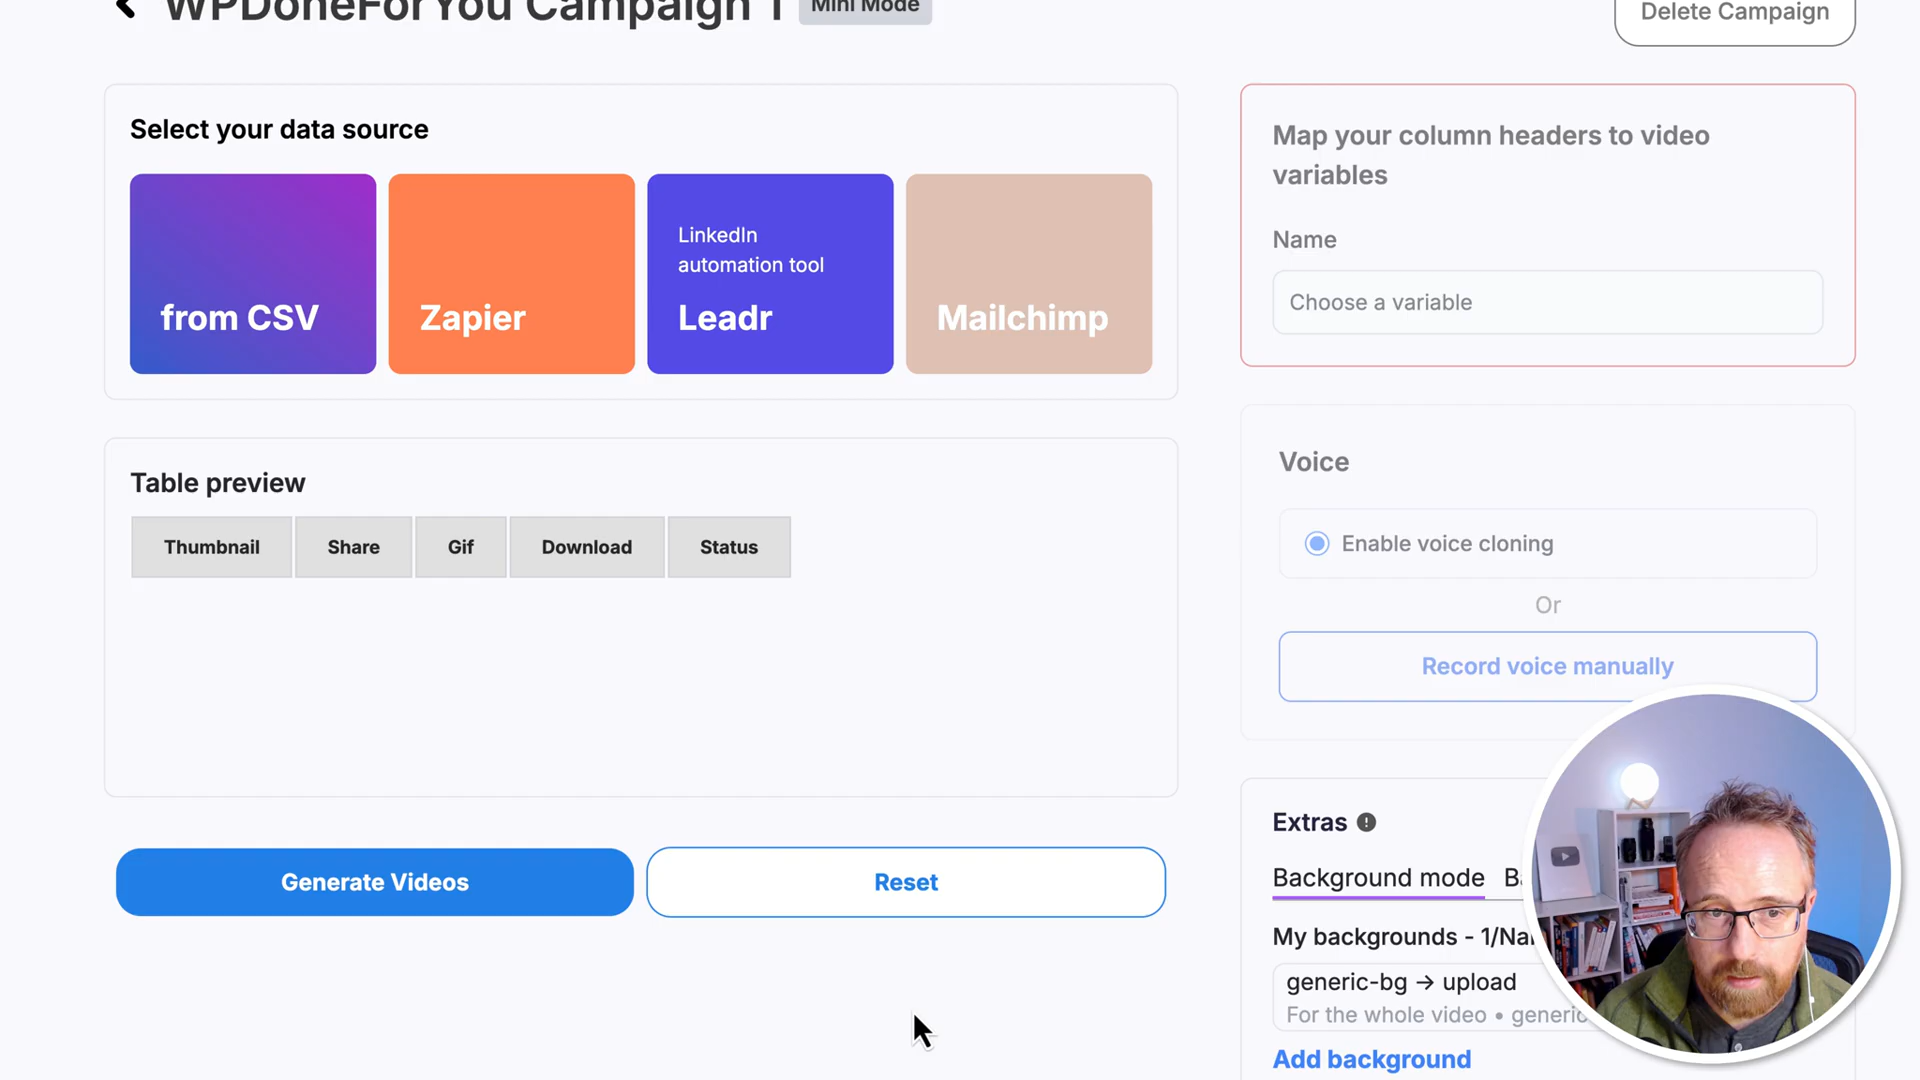 WPDoneForYou Campaign 1
Mini Mode
Delete Campaign
Select your data source
from CSV
Zapier
LinkedIn
automation tool
Leadr
Mailchimp
Map your column headers to video
variables
Name
Choose a variable
Table preview
Thumbnail
Share
Gif
Download
Status
Voice
Enable voice cloning
Or
Record voice manually
Generate Videos
Reset
Extras
Background mode
My backgrounds - 1/
generic-bg → upload
For the whole video •
Add background